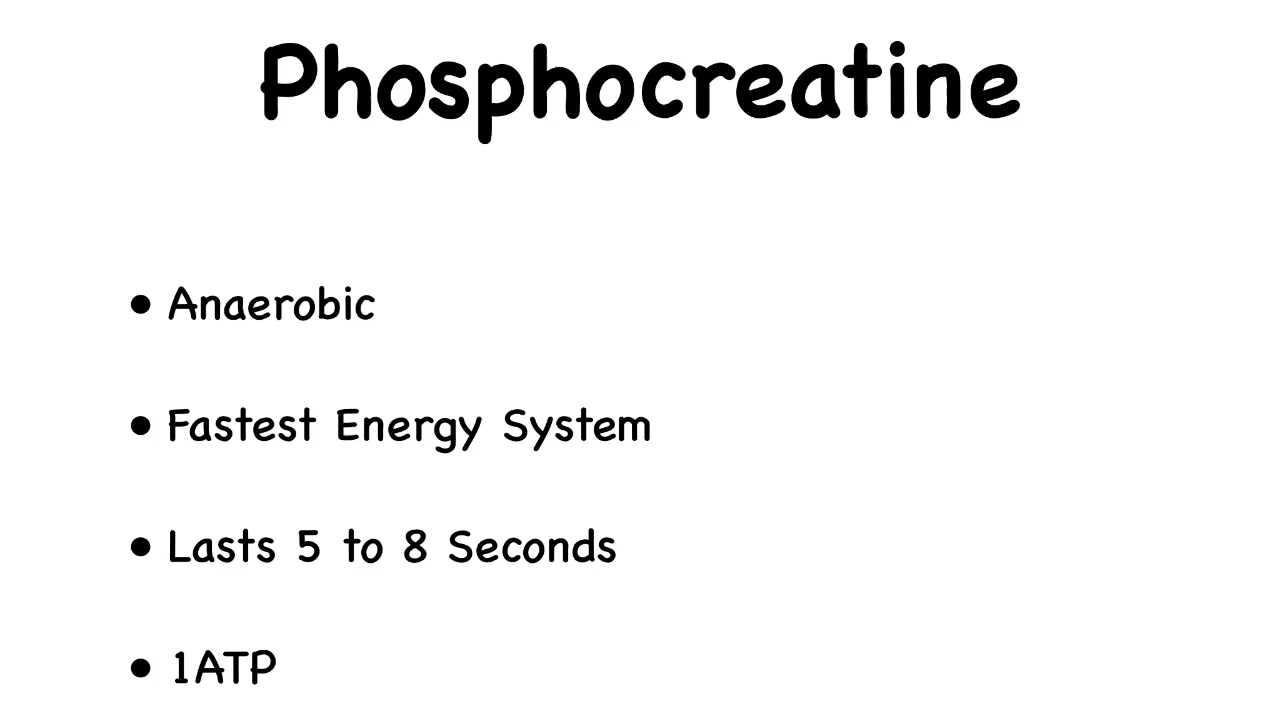 Phosphocreatine
• Anaerobic
• Fastest Energy System
• Lasts 5 to 8 Seconds
• 1ATP